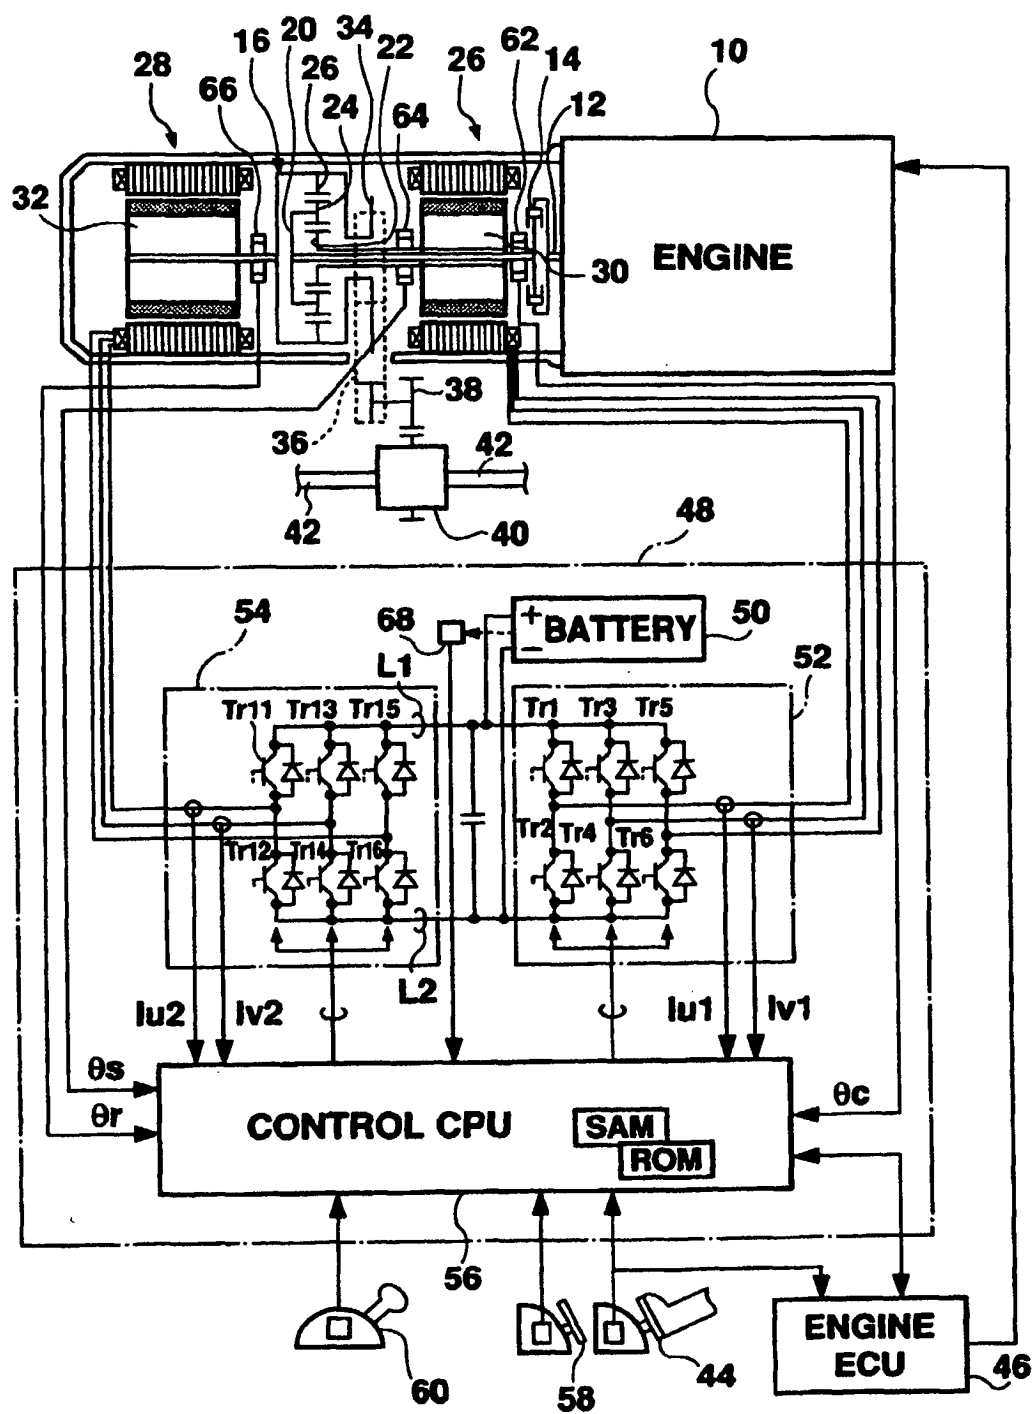 20
34
62
10
16
26
22
26
14
28
66
24
64
12
32
30
ENGINE
38
36
42
42
40
48
54
68
+
BATTERY
50
−
L1
52
Tr11
Tr13
Tr15
Tr1
Tr3
Tr5
Tr12
Tr14
Tr16
Tr2
Tr4
Tr6
L2
Iu2
Iv2
Iu1
Iv1
θs
θr
θc
CONTROL CPU
SAM
ROM
56
60
58
44
ENGINE
ECU
46